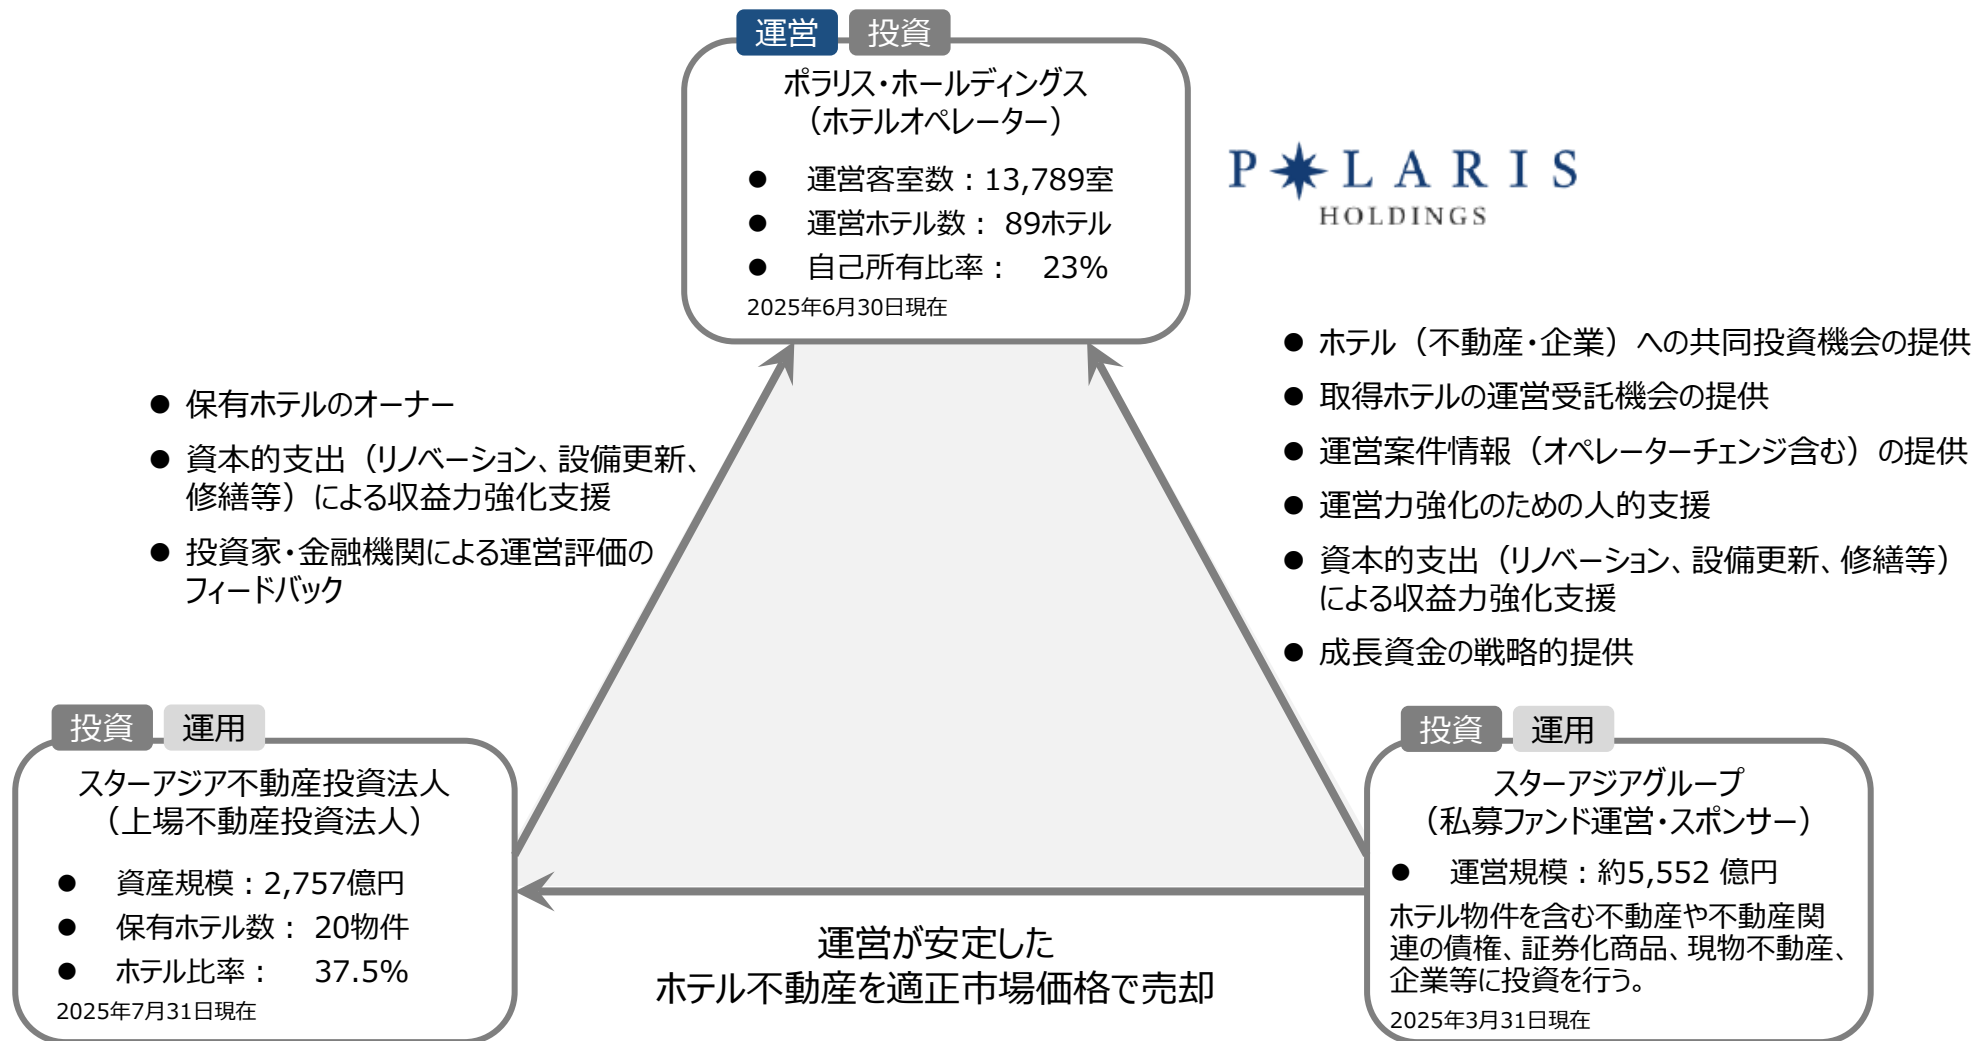 運営 投資
ポラリス・ホールディングス
（ホテルオペレーター）
● 運営客室数：13,789室
● 運営ホテル数： 89ホテル
● 自己所有比率： 23%
2025年6月30日現在
P LARIS
HOLDINGS
● 保有ホテルのオーナー
● 資本的支出（リノベーション、設備更新、
修繕等）による収益力強化支援
● 投資家・金融機関による運営評価の
フィードバック
● ホテル（不動産・企業）への共同投資機会の提供
● 取得ホテルの運営受託機会の提供
● 運営案件情報（オペレーターチェンジ含む）の提供
● 運営力強化のための人的支援
● 資本的支出（リノベーション、設備更新、修繕等）
による収益力強化支援
● 成長資金の戦略的提供
投資 運用
スターアジア不動産投資法人
（上場不動産投資法人）
● 資産規模：2,757億円
● 保有ホテル数： 20物件
● ホテル比率： 37.5%
2025年7月31日現在
運営が安定した
ホテル不動産を適正市場価格で売却
投資 運用
スターアジアグループ
（私募ファンド運営・スポンサー）
● 運営規模：約5,552 億円
ホテル物件を含む不動産や不動産関
連の債権、証券化商品、現物不動産、
企業等に投資を行う。
2025年3月31日現在